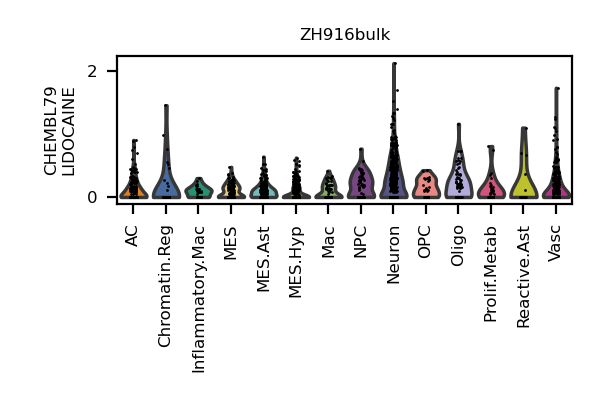 ZH916bulk
CHEMBL79
LIDOCAINE
2
0
AC
Chromatin.Reg
Inflammatory.Mac
MES
MES.Ast
MES.Hyp
Mac
NPC
Neuron
OPC
Oligo
Prolif.Metab
Reactive.Ast
Vasc